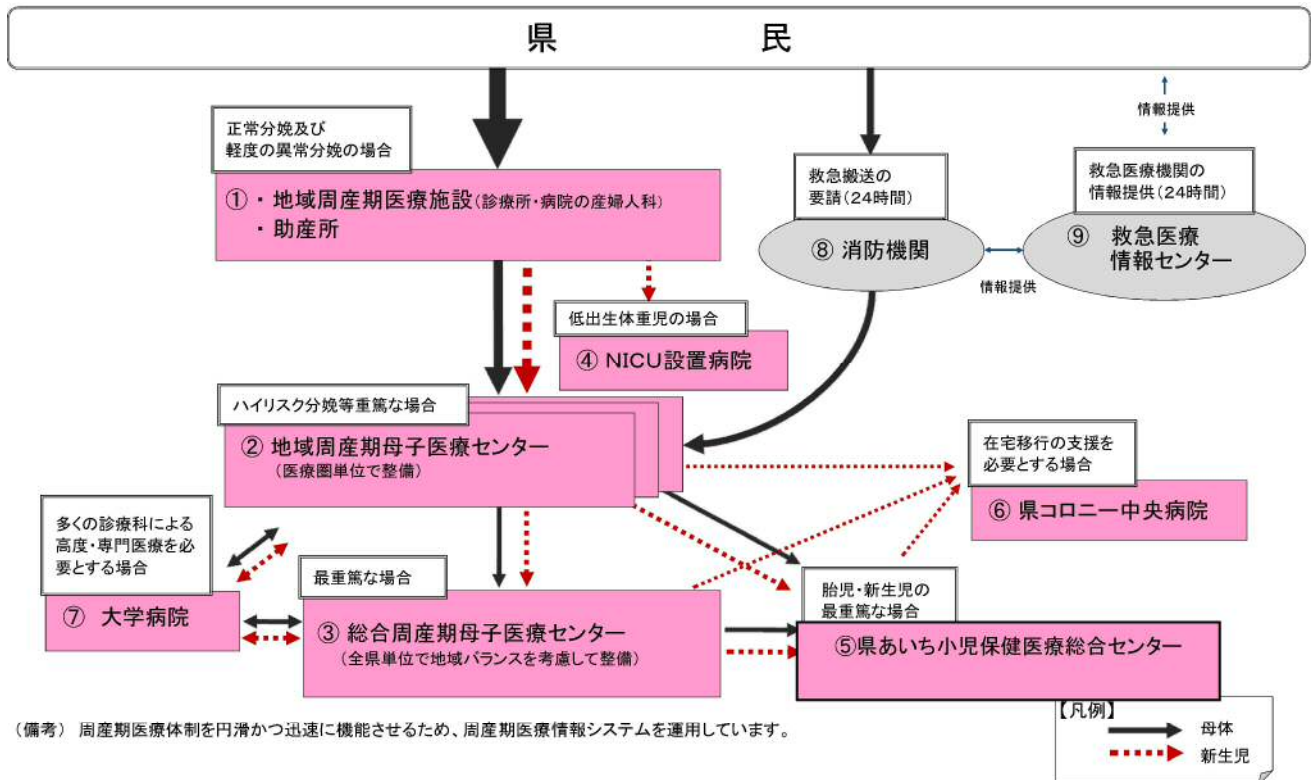 県　　　　　民
正常分娩及び
軽度の異常分娩の場合
①・地域周産期医療施設（診療所・病院の産婦人科）
・助産所
救急搬送の
要請（24時間）
⑧ 消防機関
情報提供
救急医療機関の
情報提供（24時間）
⑨ 救急医療
情報センター
情報提供
低出生体重児の場合
④ NICU設置病院
ハイリスク分娩等重篤な場合
② 地域周産期母子医療センター
（医療圏単位で整備）
在宅移行の支援を
必要とする場合
⑥ 県コロニー中央病院
多くの診療科による
高度・専門医療を必
要とする場合
⑦ 大学病院
最重篤な場合
③ 総合周産期母子医療センター
（全県単位で地域バランスを考慮して整備）
胎児・新生児の
最重篤な場合
⑤県あいち小児保健医療総合センター
（備考） 周産期医療体制を円滑かつ迅速に機能させるため、周産期医療情報システムを運用しています。
【凡例】
母体
新生児